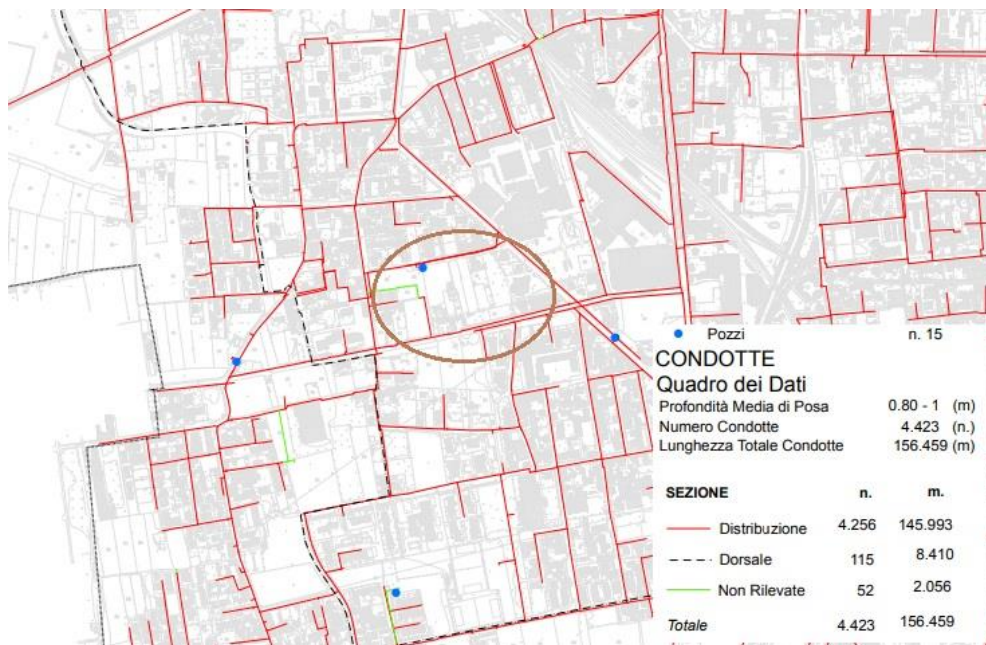 Pozzi n. 15
CONDOTTE
Quadro dei Dati
Profondità Media di Posa 0.80 - 1 (m)
Numero Condotte 4.423 (n.)
Lunghezza Totale Condotte 156.459 (m)
SEZIONE n. m.
Distribuzione 4.256 145.993
Dorsale 115 8.410
Non Rilevate 52 2.056
Totale 4.423 156.459